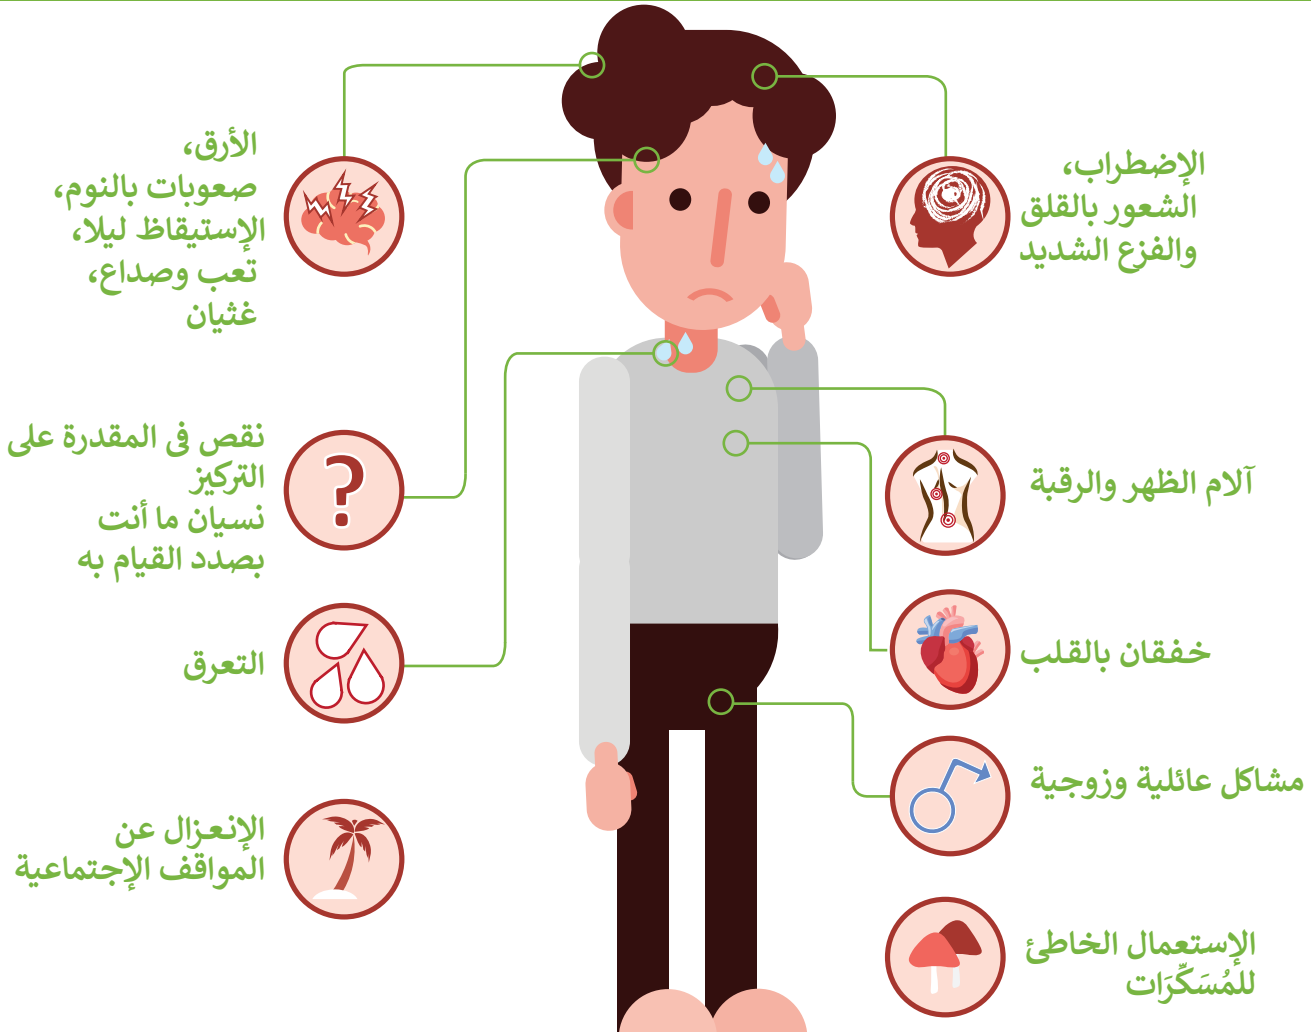 الإضطراب،
الشعور بالقلق
والفزع الشديد
آلام الظهر والرقبة
خفقان بالقلب
مشاكل عائلية وزوجية
الإستعمال الخاطئ
للمُسَكِّرَات
الأرق،
صعوبات بالنوم،
الإستيقاظ ليلا،
تعب وصداع،
غثيان
نقص في المقدرة على
التركيز
نسيان ما أنت
بصدد القيام به
التعرق
الإنعزال عن
المواقف الإجتماعية
?